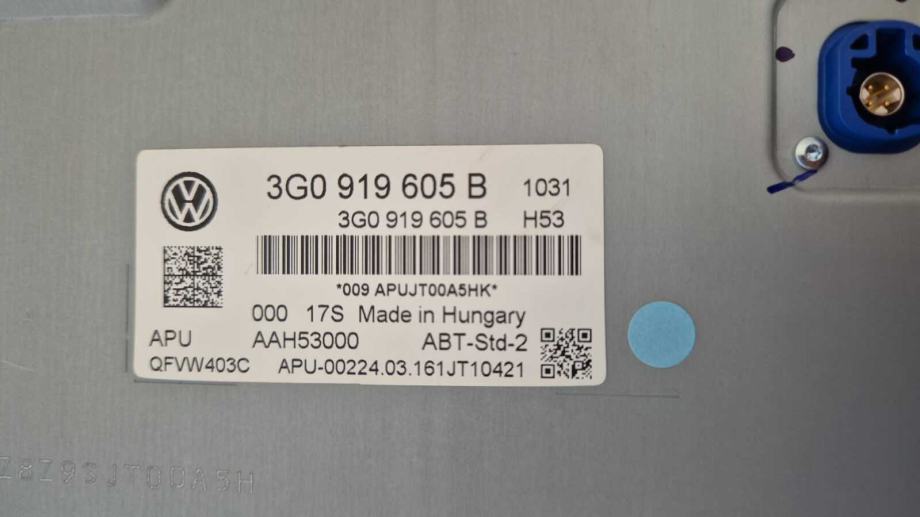 3G0 919 605 B 1031
3G0 919 605 B H53
*009 APUJT00A5HK*
000 17S Made in Hungary
APU AAH53000 ABT-Std-2
QFVW403C APU-00224.03.161JT10421
Z8Z9SJT00A5H